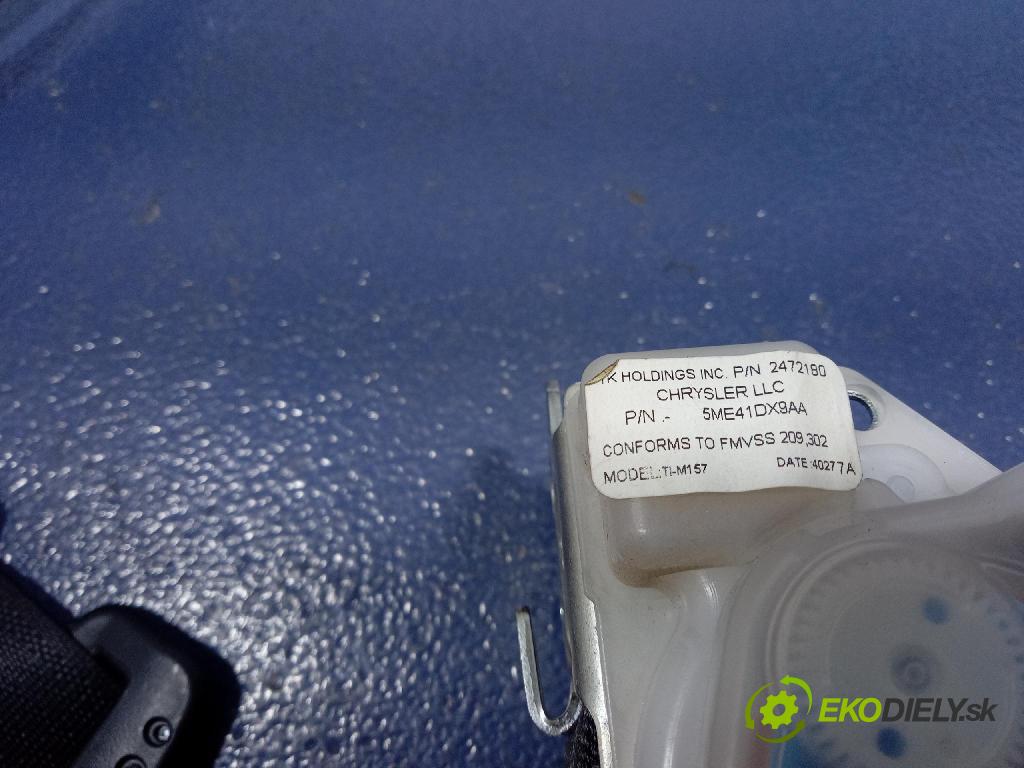 TK HOLDINGS INC. P/N 2472180
CHRYSLER LLC
P/N .- 5ME41DX9AA
CONFORMS TO FMVSS 209,302
MODEL:TI-M157 DATE:40277A
EKODIELY.sk